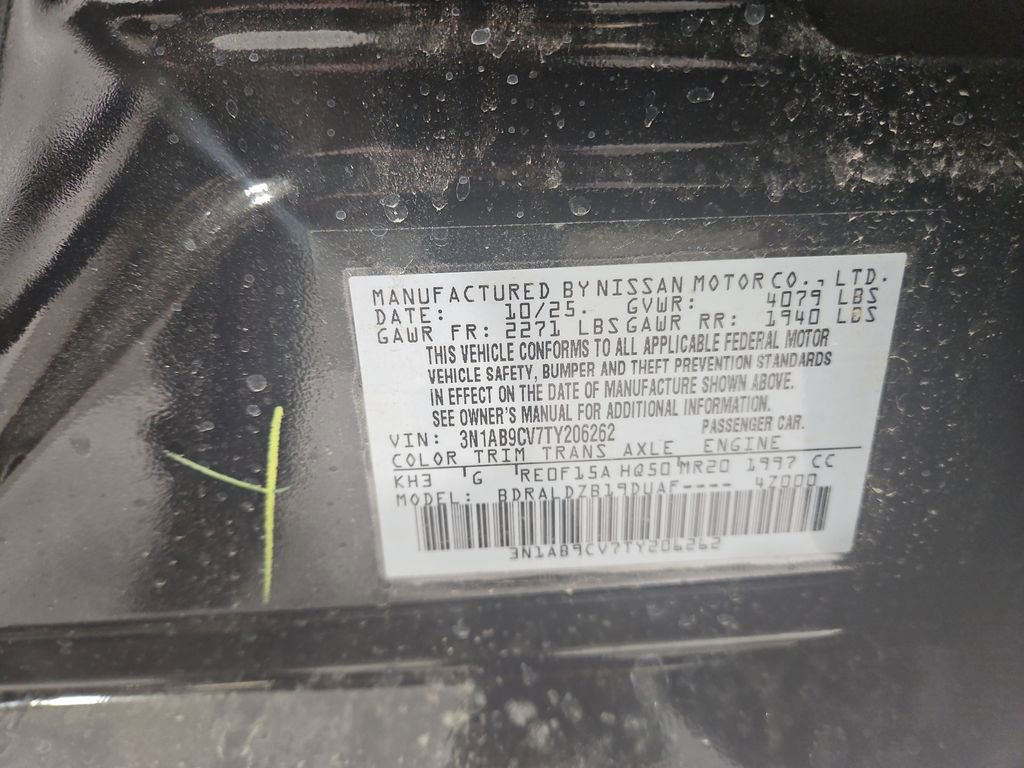 MANUFACTURED BY NISSAN MOTOR CO., LTD.
DATE: 10/25. GVWR: 4079 LBS
GAWR FR: 2271 LBS GAWR RR: 1940 LBS
THIS VEHICLE CONFORMS TO ALL APPLICABLE FEDERAL MOTOR
VEHICLE SAFETY, BUMPER AND THEFT PREVENTION STANDARDS
IN EFFECT ON THE DATE OF MANUFACTURE SHOWN ABOVE.
SEE OWNER'S MANUAL FOR ADDITIONAL INFORMATION.
VIN: 3N1AB9CV7TY206262 PASSENGER CAR.
COLOR TRIM TRANS AXLE ENGINE
KH3 G RE0F15A HQ50 MR20 1997 CC
MODEL: BDRALDZB19DUAF---- 4Z000
3N1AB9CV7TY206262